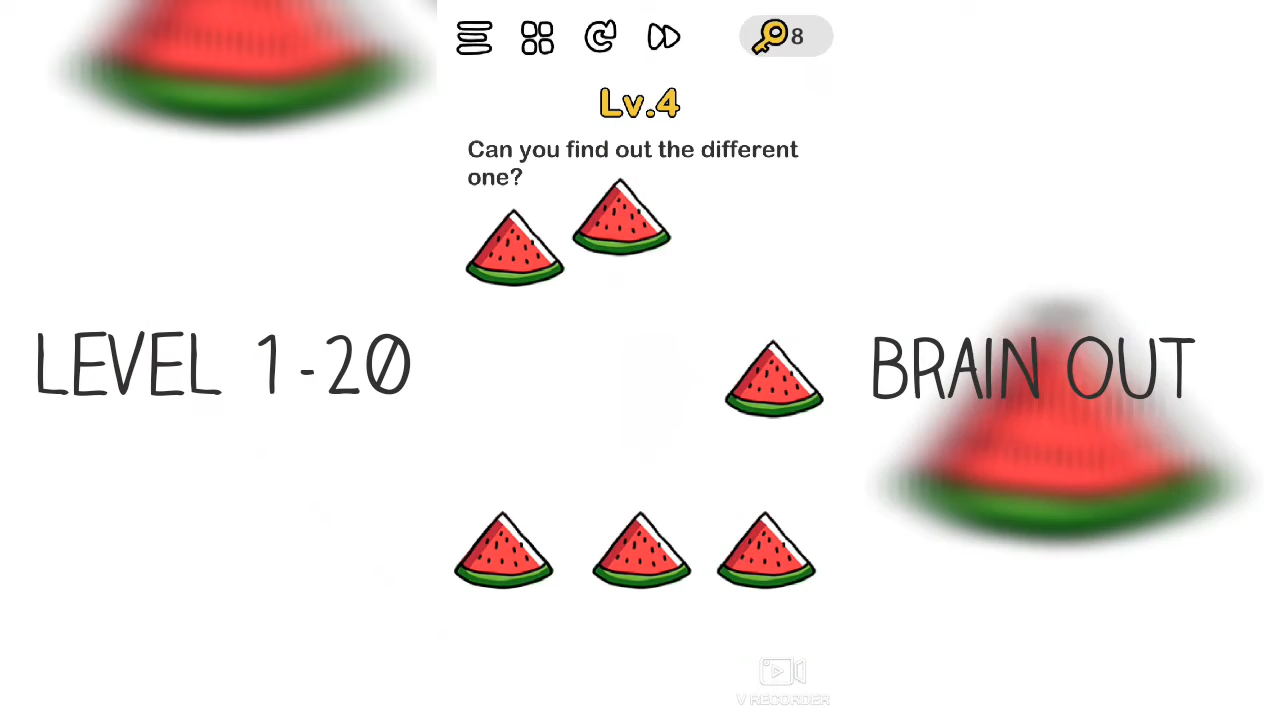 8
Lv.4
Can you find out the different
one?
LEVEL 1-20
BRAIN OUT
V RECORDER